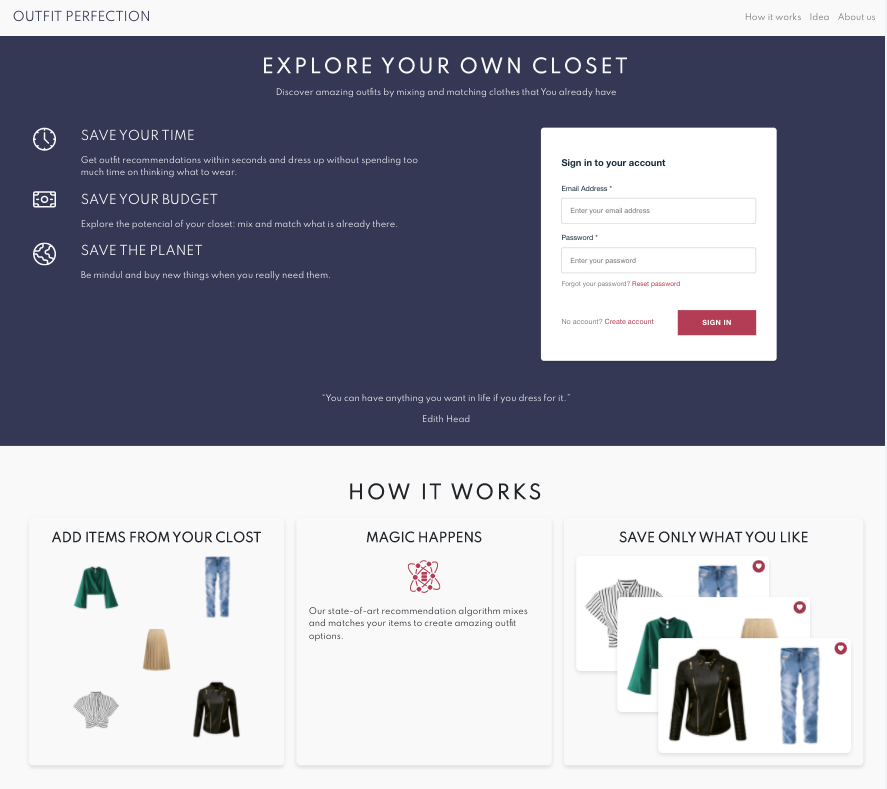 OUTFIT PERFECTION
How it works Idea About us
EXPLORE YOUR OWN CLOSET
Discover amazing outfits by mixing and matching clothes that You already have
SAVE YOUR TIME
Get outfit recommendations within seconds and dress up without spending too
much time on thinking what to wear.
SAVE YOUR BUDGET
Explore the potencial of your closet: mix and match what is already there.
SAVE THE PLANET
Be mindul and buy new things when you really need them.
Sign in to your account
Email Address *
Enter your email address
Password *
Enter your password
Forgot your password? Reset password
No account? Create account
SIGN IN
"You can have anything you want in life if you dress for it."
Edith Head
HOW IT WORKS
ADD ITEMS FROM YOUR CLOST
MAGIC HAPPENS
Our state-of-art recommendation algorithm mixes
and matches your items to create amazing outfit
options.
SAVE ONLY WHAT YOU LIKE